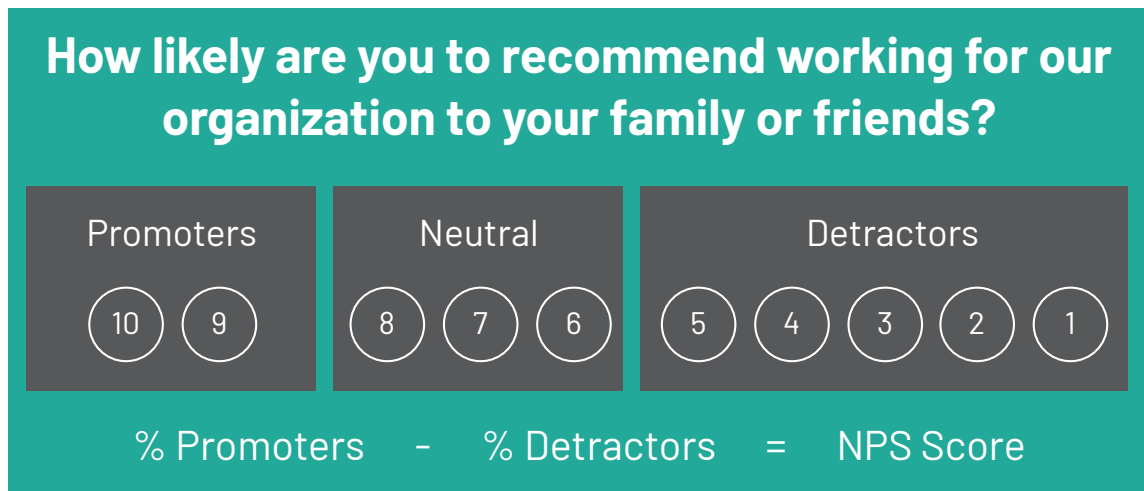 How likely are you to recommend working for our
organization to your family or friends?
Promoters
10 9
Neutral
8 7 6
Detractors
5 4 3 2 1
% Promoters - % Detractors = NPS Score